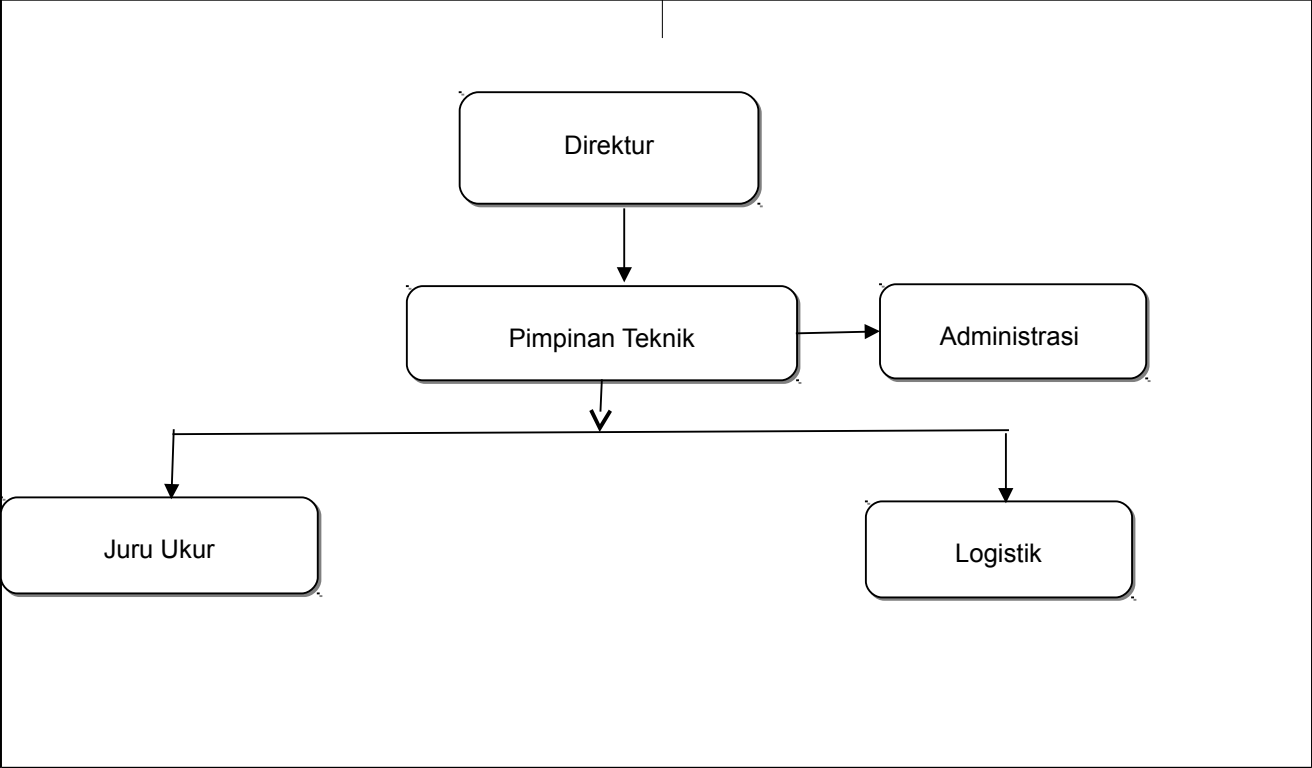 Direktur
Pimpinan Teknik
Administrasi
Juru Ukur
Logistik